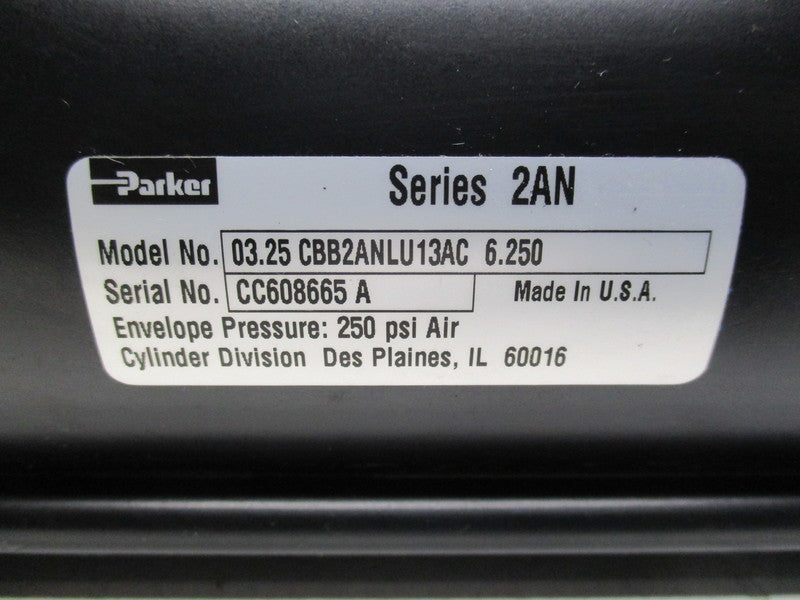 Parker Series 2AN
Model No. 03.25 CBB2ANLU13AC 6.250
Serial No. CC608665 A Made In U.S.A.
Envelope Pressure: 250 psi Air
Cylinder Division Des Plaines, IL 60016